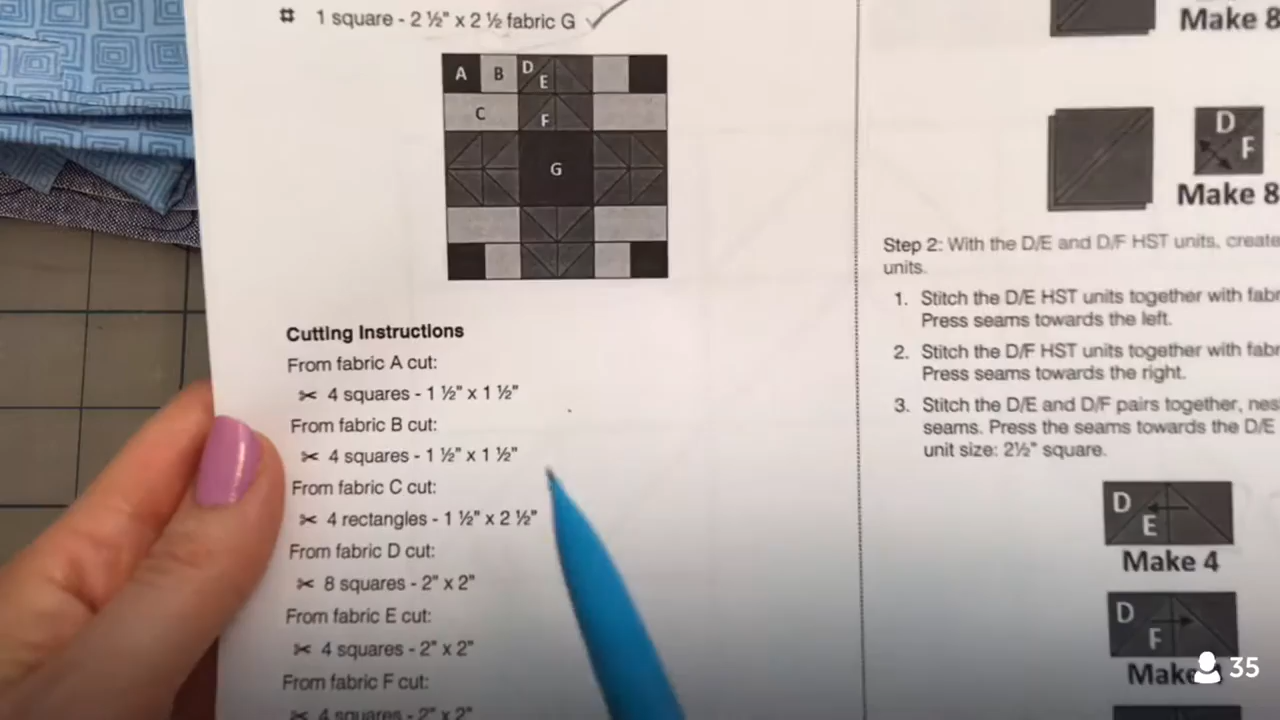 ⌗ 1 square - 2 ½" x 2 ½ fabric G
A B D
E
C F
G
Cutting Instructions
From fabric A cut:
✂ 4 squares - 1 ½" x 1 ½"
From fabric B cut:
✂ 4 squares - 1 ½" x 1 ½"
From fabric C cut:
✂ 4 rectangles - 1 ½" x 2 ½"
From fabric D cut:
✂ 8 squares - 2" x 2"
From fabric E cut:
✂ 4 squares - 2" x 2"
From fabric F cut:
✂ 4 squares - 2" x 2"
Make 8
D
F
Make 8
Step 2: With the D/E and D/F HST units, create
units.
1. Stitch the D/E HST units together with
Press seams towards the left.
2. Stitch the D/F HST units together with
Press seams towards the right.
3. Stitch the D/E and D/F pairs together,
seams. Press the seams towards the D/E
unit size: 2½" square.
D
E
Make 4
D
F
Make
35